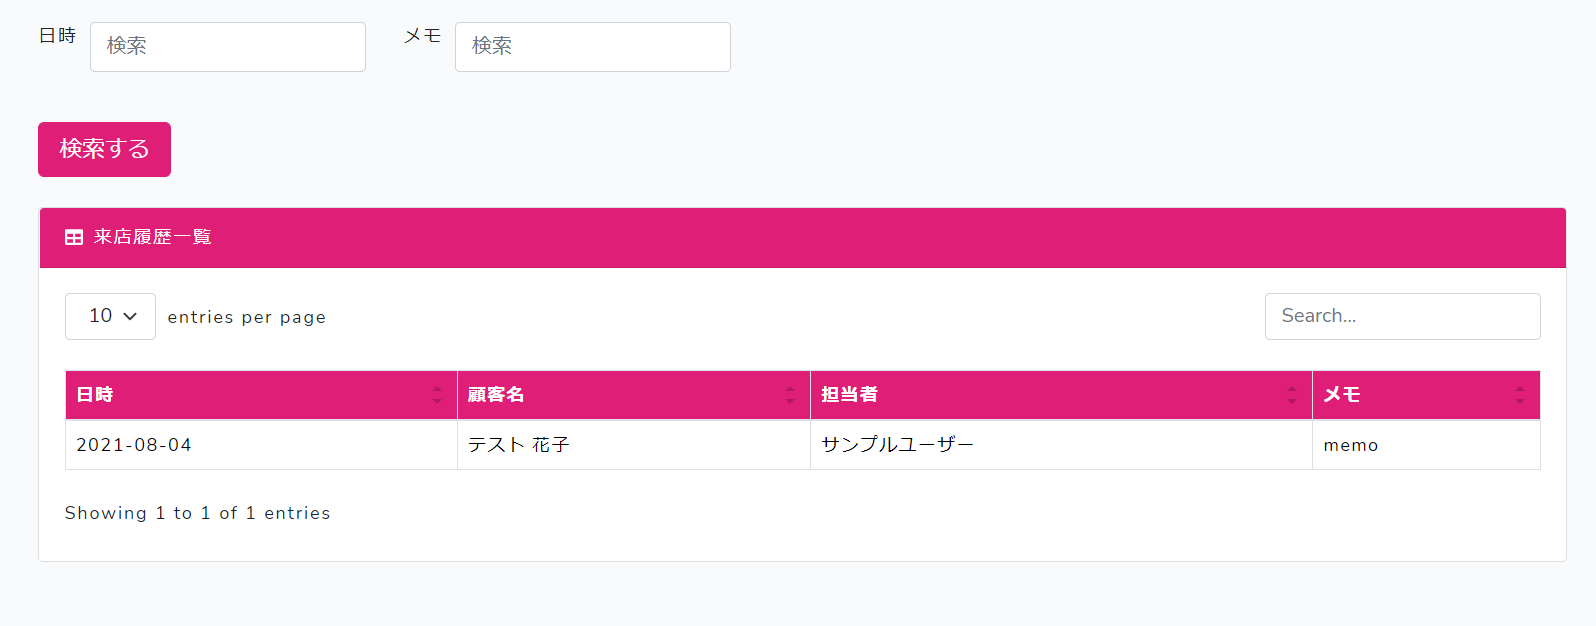 日時 検索 メモ 検索
検索する
来店履歴一覧
10 entries per page Search...
日時 顧客名 担当者 メモ
2021-08-04 テスト 花子 サンプルユーザー memo
Showing 1 to 1 of 1 entries